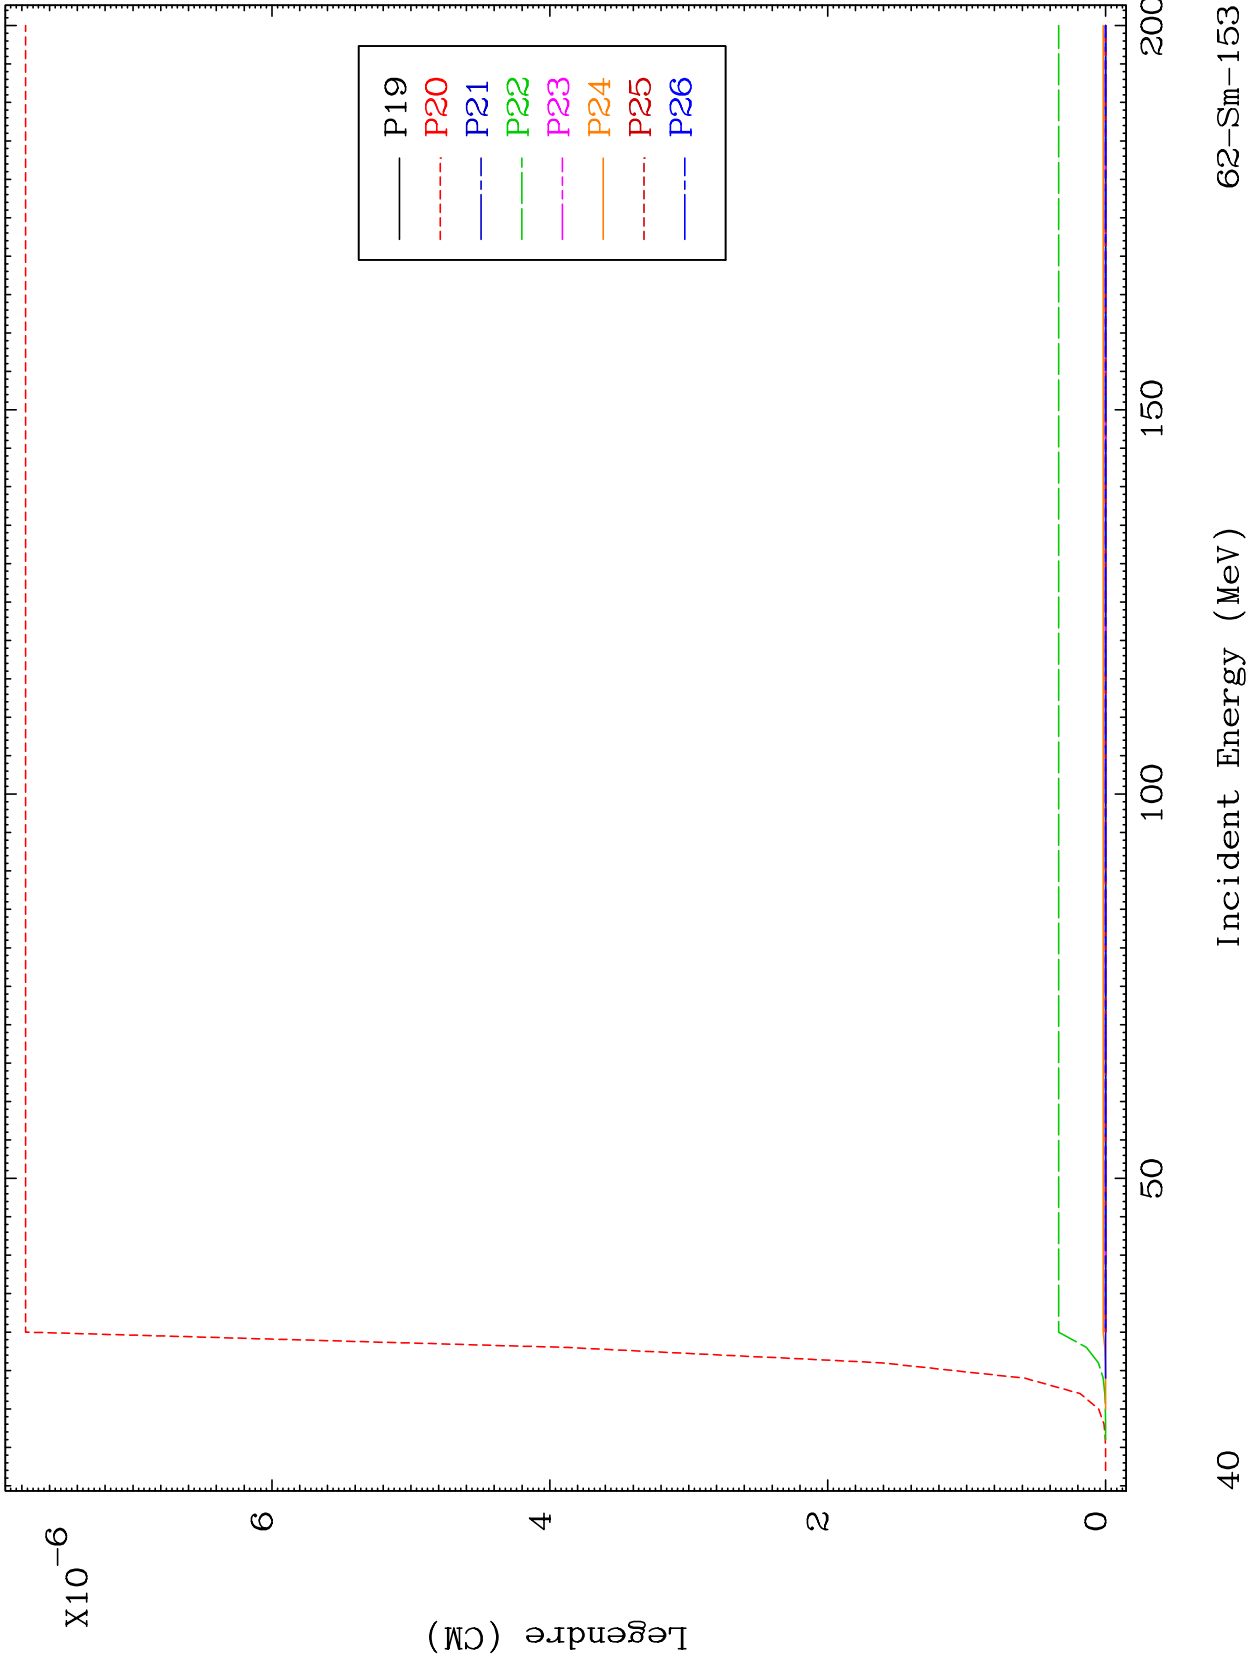 X10-6
6
4
2
0
Legendre (CM)
P19
P20
P21
P22
P23
P24
P25
P26
50
100
150
200
40
Incident Energy (MeV)
62-Sm-153